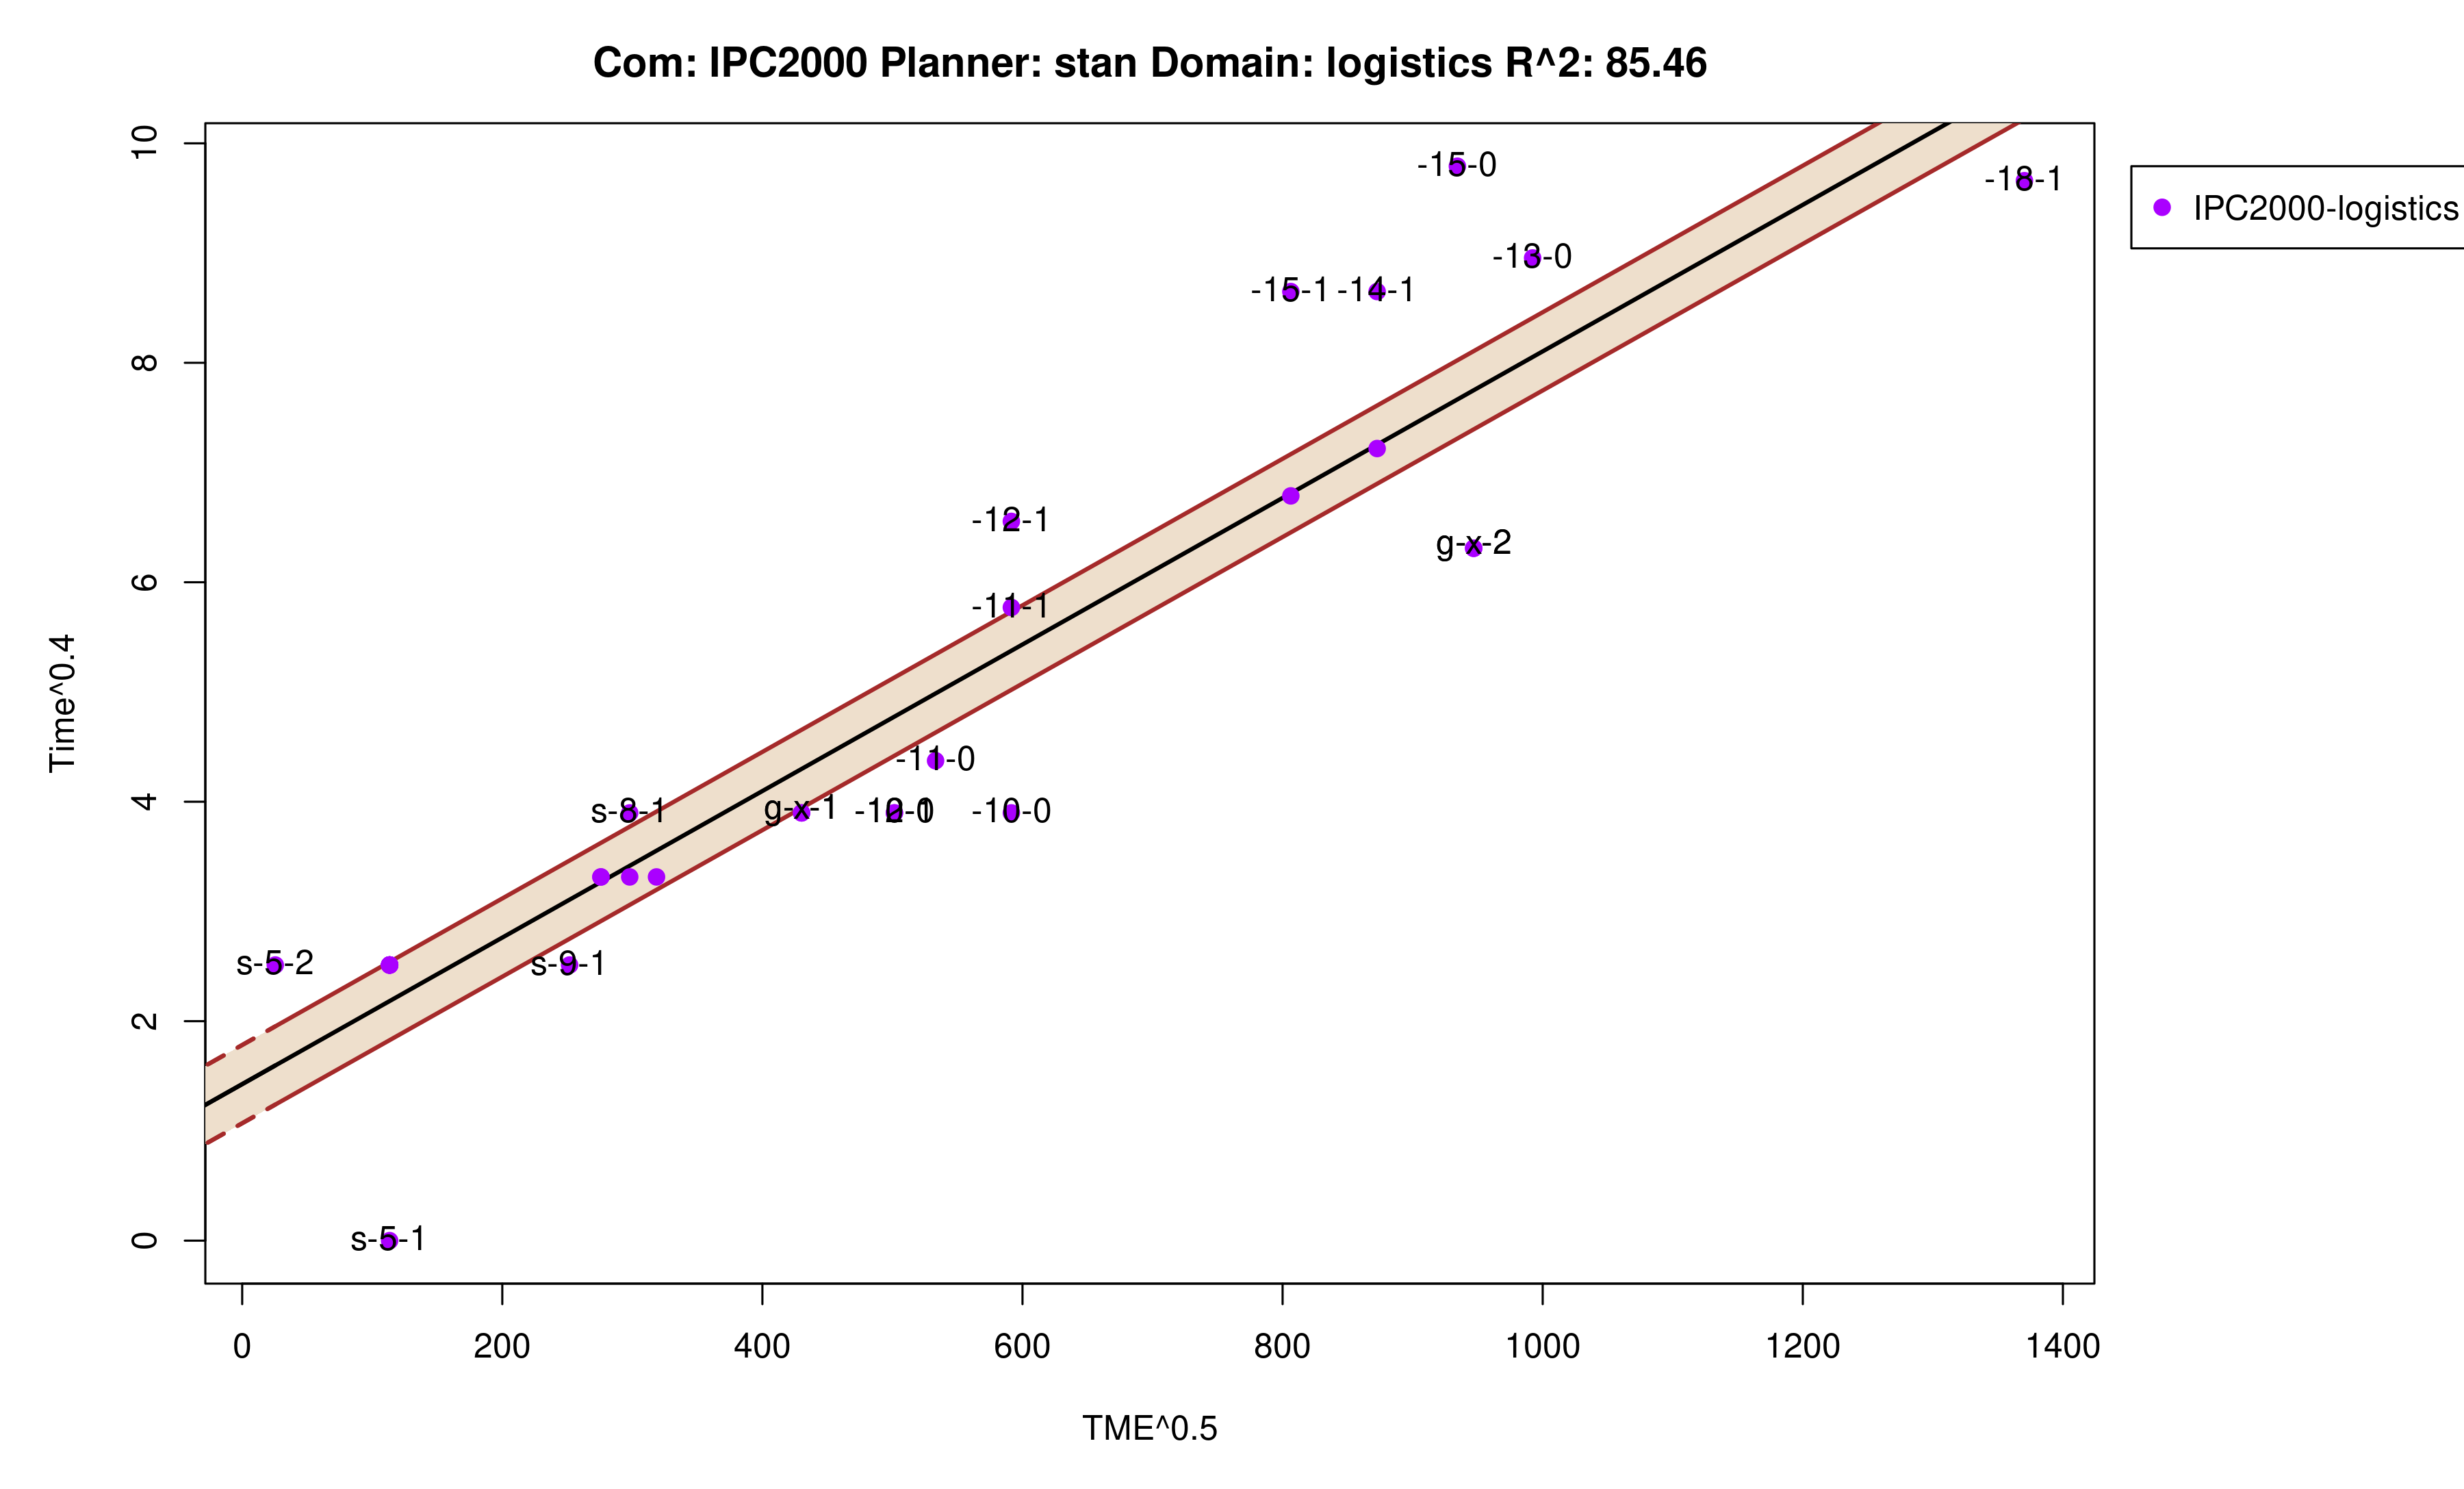 Com: IPC2000 Planner: stan Domain: logistics R^2: 85.46
10
8
6
4
2
0
Time^0.4
-15-0
-18-1
-13-0
-15-1
-14-1
-12-1
g-x-2
-11-1
-11-0
s-8-1
g-x-1
-10-0
s-5-2
s-9-1
s-5-1
IPC2000-logistics
0 200 400 600 800 1000 1200 1400
TME^0.5